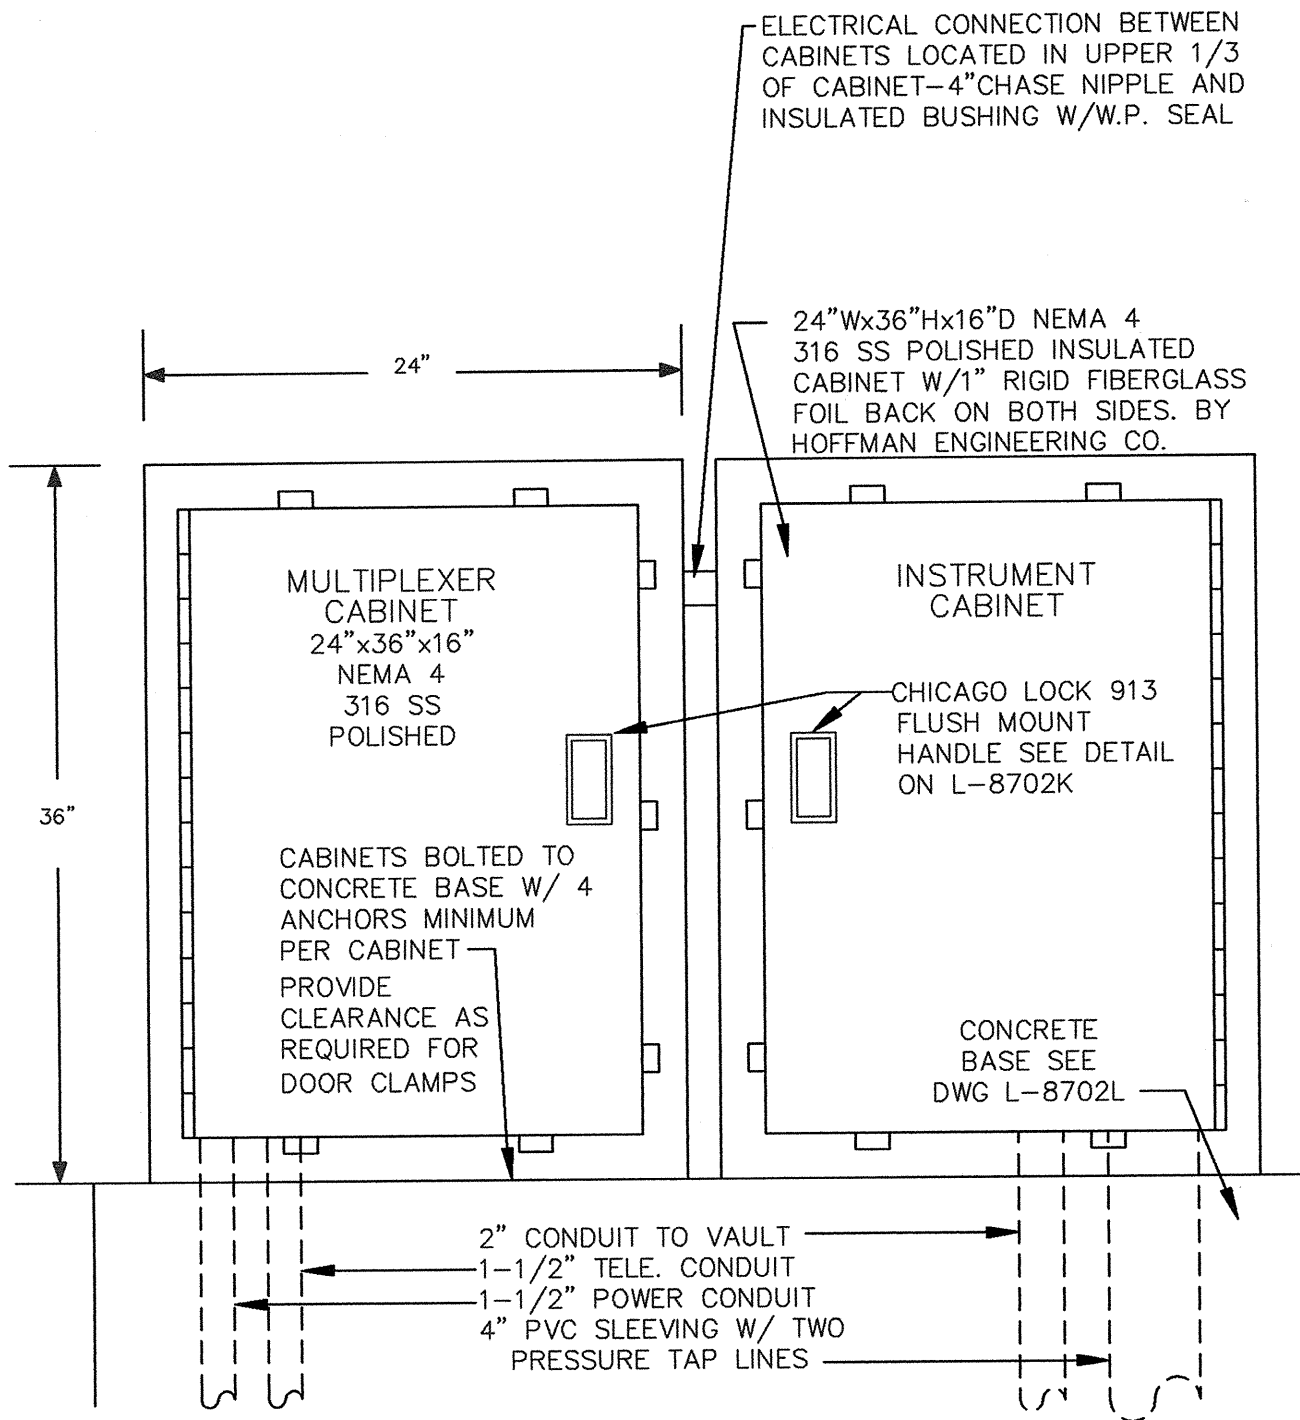 ELECTRICAL CONNECTION BETWEEN
CABINETS LOCATED IN UPPER 1/3
OF CABINET-4"CHASE NIPPLE AND
INSULATED BUSHING W/W.P. SEAL
24"Wx36"Hx16"D NEMA 4
316 SS POLISHED INSULATED
CABINET W/1" RIGID FIBERGLASS
FOIL BACK ON BOTH SIDES. BY
HOFFMAN ENGINEERING CO.
24"
36"
MULTIPLEXER
CABINET
24"x36"x16"
NEMA 4
316 SS
POLISHED
INSTRUMENT
CABINET
CHICAGO LOCK 913
FLUSH MOUNT
HANDLE SEE DETAIL
ON L-8702K
CABINETS BOLTED TO
CONCRETE BASE W/ 4
ANCHORS MINIMUM
PER CABINET
PROVIDE
CLEARANCE AS
REQUIRED FOR
DOOR CLAMPS
CONCRETE
BASE SEE
DWG L-8702L
2" CONDUIT TO VAULT
1-1/2" TELE. CONDUIT
1-1/2" POWER CONDUIT
4" PVC SLEEVING W/ TWO
PRESSURE TAP LINES